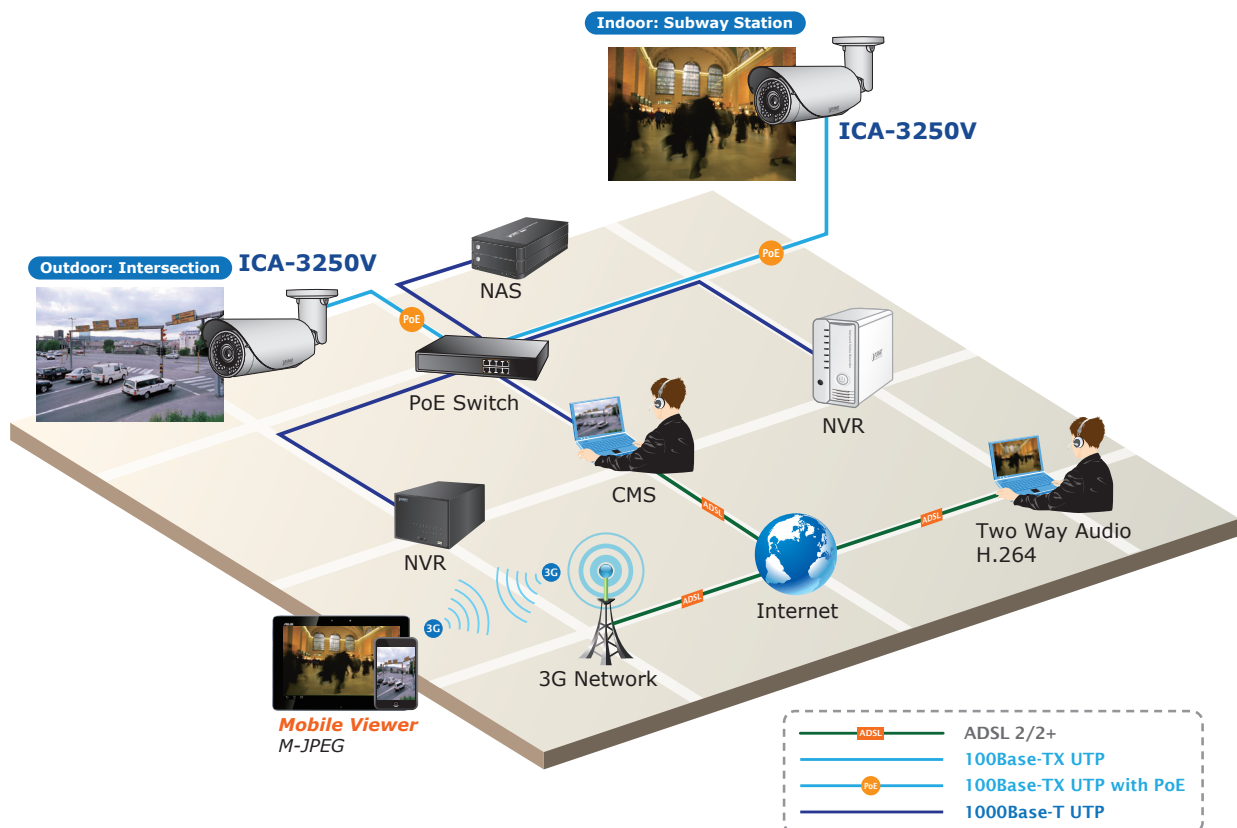 Indoor: Subway Station
ICA-3250V
PoE
NAS
Outdoor: Intersection
ICA-3250V
PoE
PoE Switch
NVR
CMS
ADSL
ADSL
Two Way Audio
H.264
NVR
3G
3G
ADSL
Internet
3G Network
Mobile Viewer
M-JPEG
ADSL
ADSL 2/2+
100Base-TX UTP
PoE
100Base-TX UTP with PoE
1000Base-T UTP